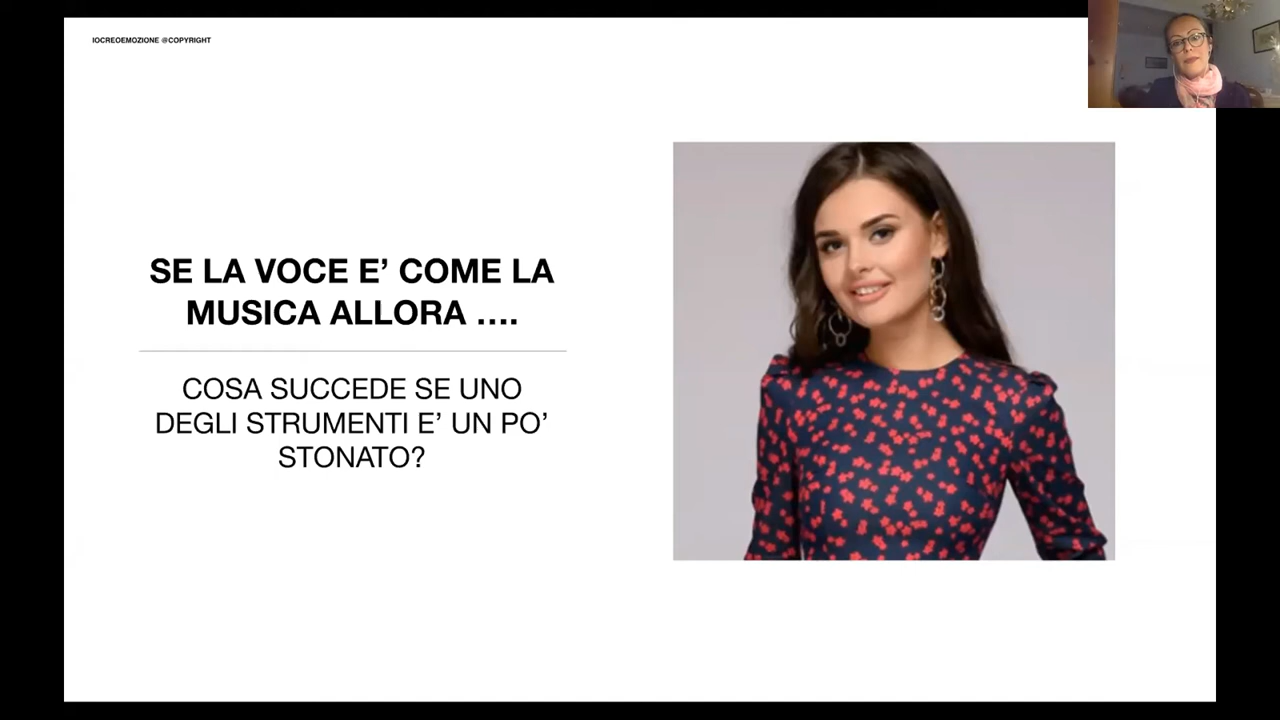 IOCREOEMOZIONE @COPYRIGHT
SE LA VOCE E’ COME LA
MUSICA ALLORA ….
COSA SUCCEDE SE UNO
DEGLI STRUMENTI E’ UN PO’
STONATO?